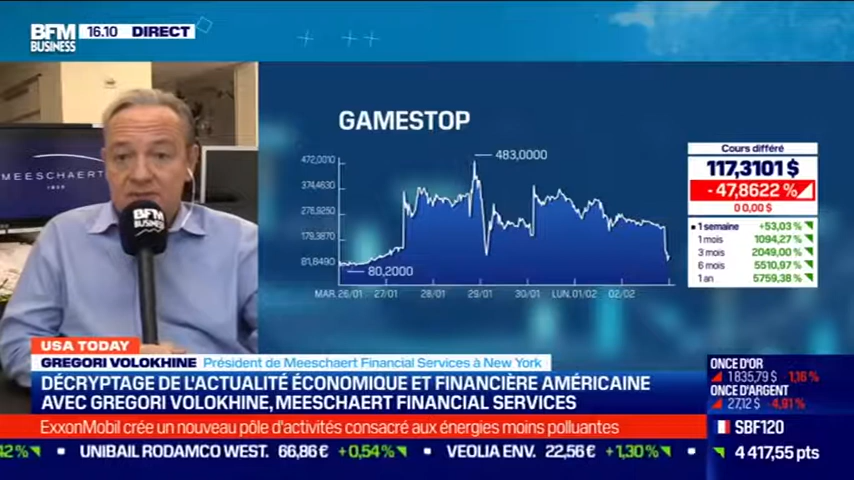 BFM
BUSINESS
16.10 DIRECT
MEESCHAERT
BFM
BUSINESS
GAMESTOP
472,0010
374,4630
276,9250
179,3870
81,8490
483,0000
80,2000
MAR. 26/01 27/01 28/01 29/01 30/01 LUN. 01/02 02/02
Cours différé
117,3101 $
- 47,8622 %
0 0,00 $
1 semaine +53,03 %
1 mois 1094,27 %
3 mois 2049,00 %
6 mois 5510,97 %
1 an 5759,38 %
USA TODAY
GREGORI VOLOKHINE Président de Meeschaert Financial Services à New York
DÉCRYPTAGE DE L'ACTUALITÉ ÉCONOMIQUE ET FINANCIÈRE AMÉRICAINE
AVEC GREGORI VOLOKHINE, MEESCHAERT FINANCIAL SERVICES
ExxonMobil crée un nouveau pôle d'activités consacré aux énergies moins polluantes
ONCE D'OR
1 835,79 $ - 1,16 %
ONCE D'ARGENT
27,12 $ - 4,91 %
SBF120
4 417,55 pts
42 % UNIBAIL RODAMCO WEST. 66,86 € + 0,54 % VEOLIA ENV. 22,56 € + 1,30 %